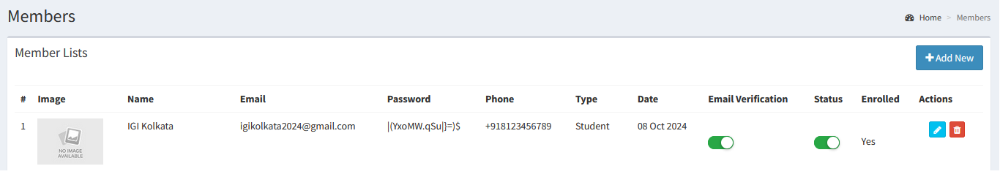 Members
Home > Members
Member Lists
Add New
# Image Name Email Password Phone Type Date Email Verification Status Enrolled Actions
1 NO IMAGE AVAILABLE IGI Kolkata igikolkata2024@gmail.com |(YxoMW.qSu|}=)$ +918123456789 Student 08 Oct 2024 Yes